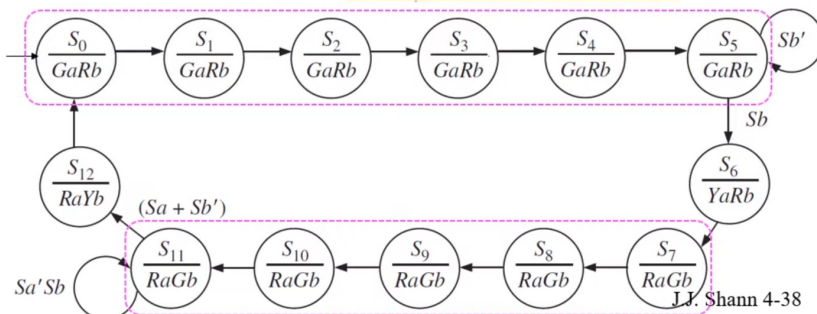 S0 S1 S2 S3 S4 S5 Sb'
GaRb GaRb GaRb GaRb GaRb GaRb
Sb
S12 S6
RaYb YaRb
(Sa + Sb')
S11 S10 S9 S8 S7
Sa'Sb RaGb RaGb RaGb RaGb RaGb
J.J. Shann 4-38